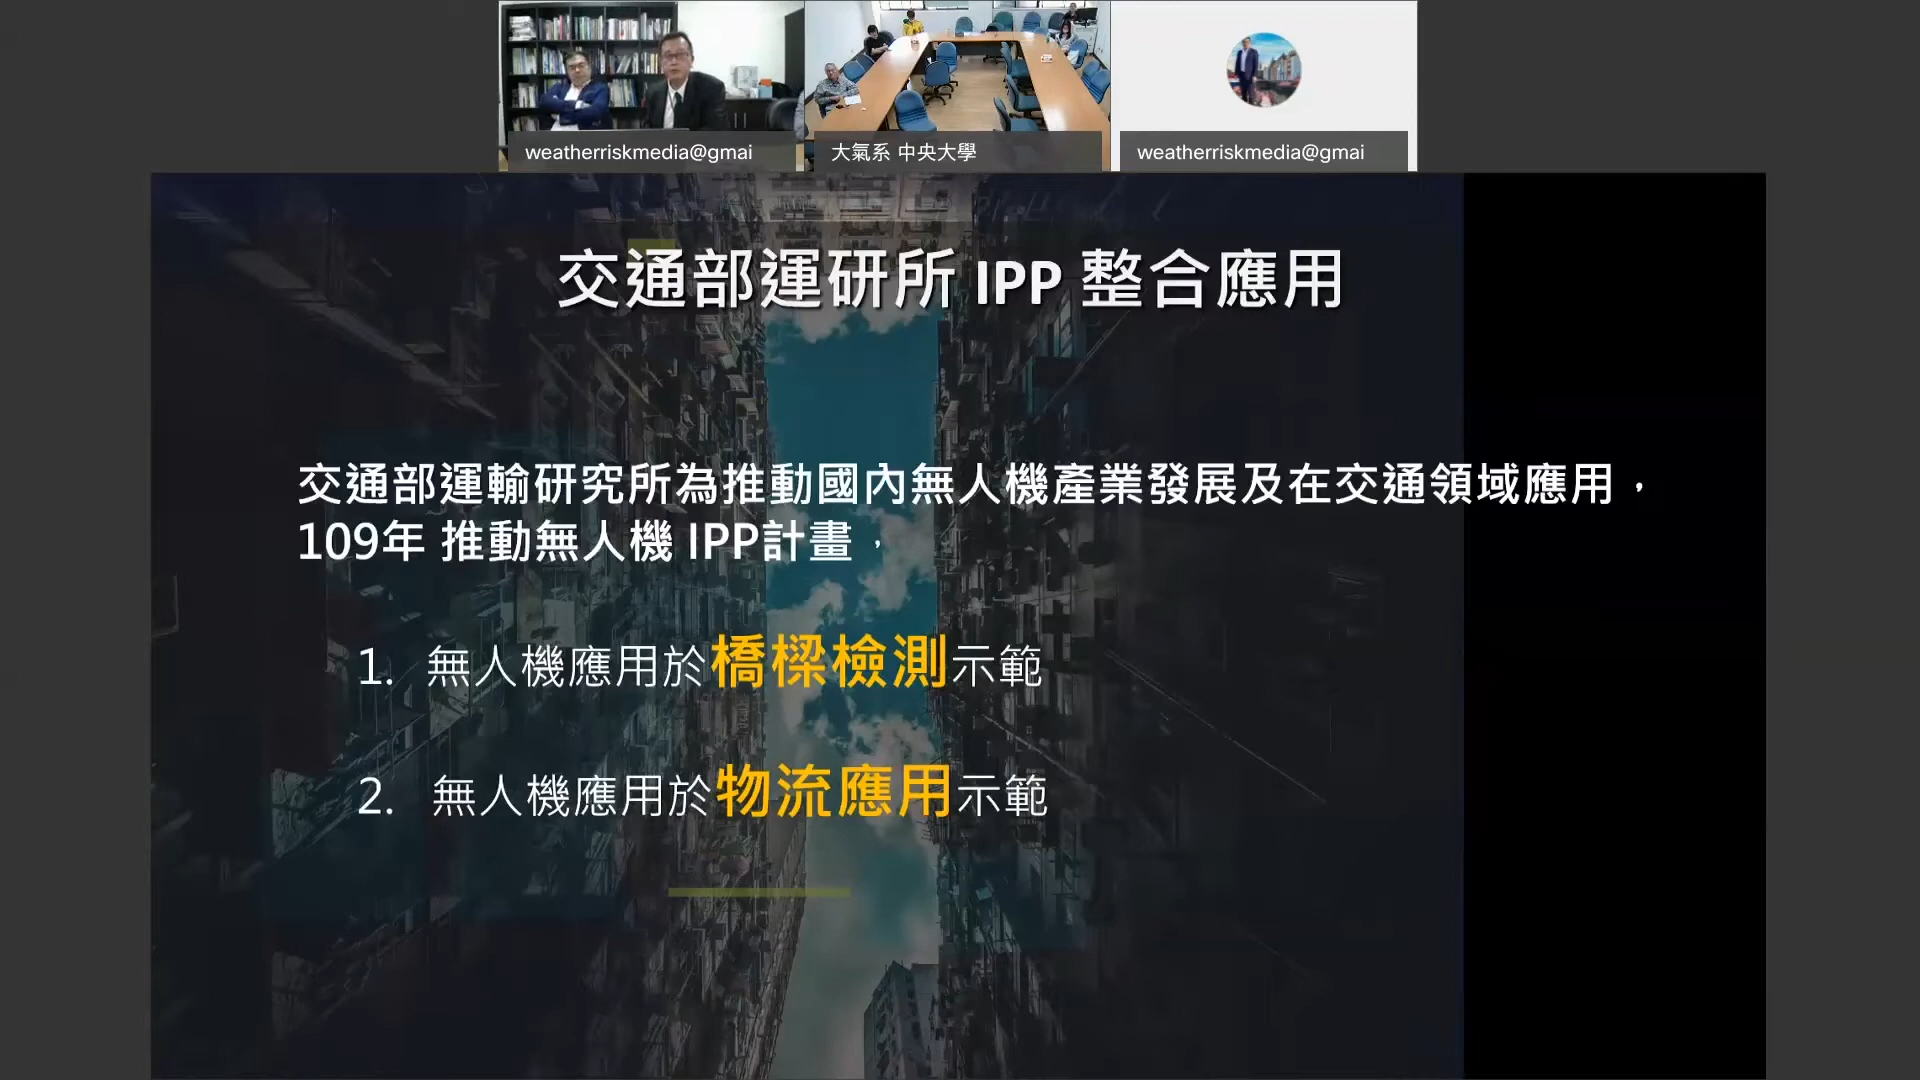 weatherriskmedia@gmai
大氣系 中央大學
weatherriskmedia@gmai
交通部運研所 IPP 整合應用
交通部運輸研究所為推動國內無人機產業發展及在交通領域應用，
109年 推動無人機 IPP計畫，
1. 無人機應用於橋樑檢測示範
2. 無人機應用於物流應用示範